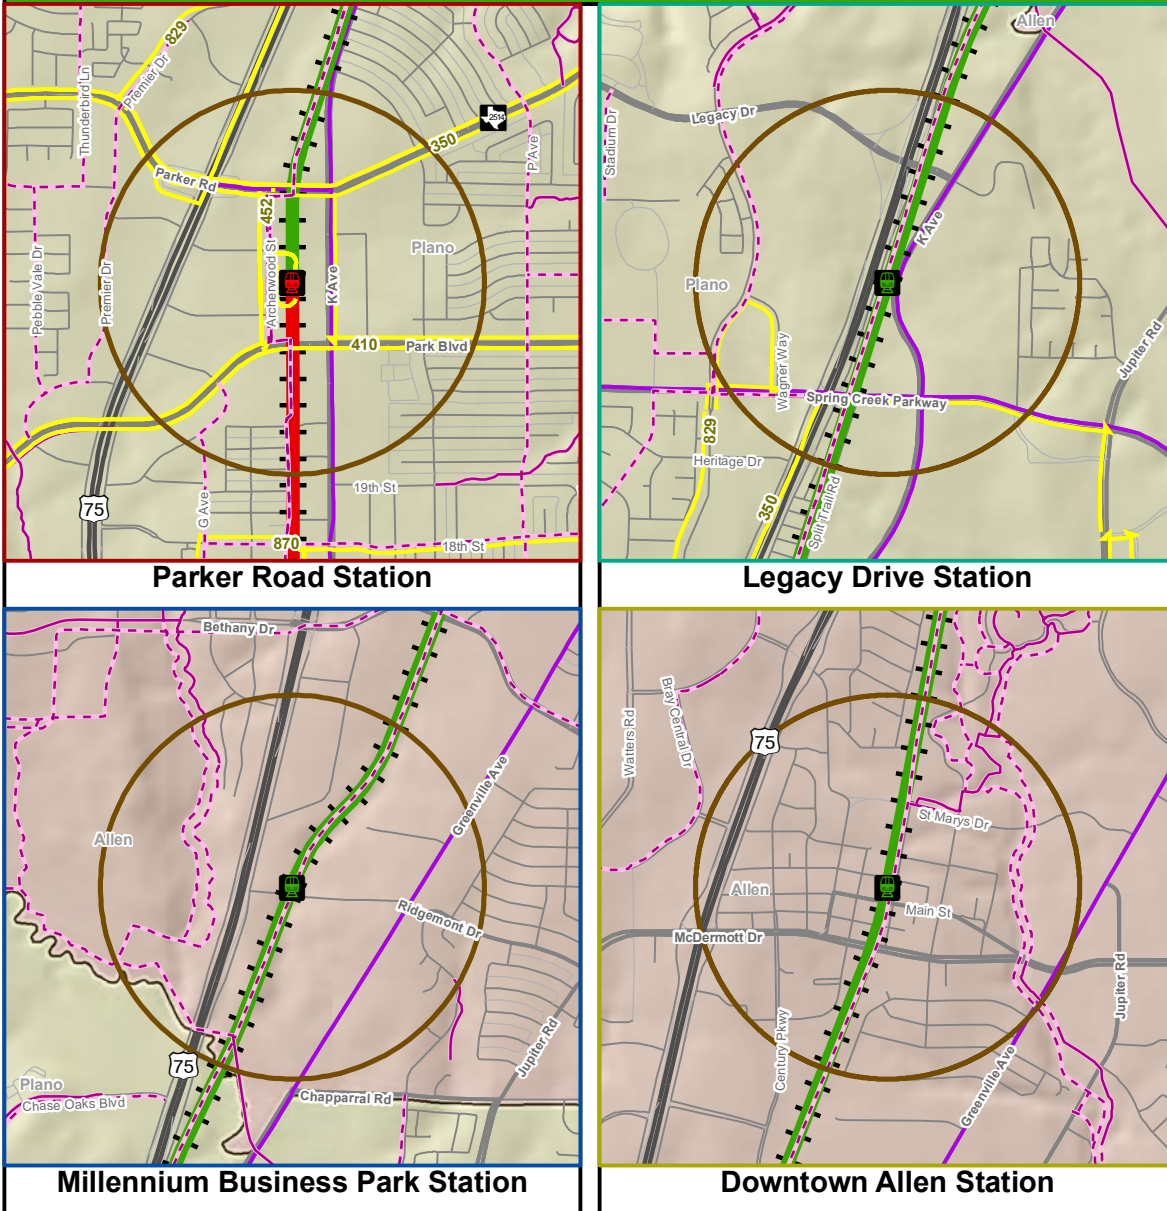 829
Thunderbird Ln
Premier Dr
2514
350
P Ave
Parker Rd
452
Archerwood St
Plano
K Ave
Pebble Vale Dr
Premier Dr
410
Park Blvd
75
G Ave
19th St
870
18th St
Parker Road Station
Allen
Legacy Dr
Stadium Dr
K Ave
Plano
Wagner Way
Jupiter Rd
Spring Creek Parkway
829
Heritage Dr
350
Split Trail Rd
Legacy Drive Station
Bethany Dr
Greenville Ave
Allen
Ridgemont Dr
Jupiter Rd
75
Plano
Chase Oaks Blvd
Chapparral Rd
Millennium Business Park Station
Watters Rd
Bray Central Dr
75
St Marys Dr
Allen
Main St
McDermott Dr
Jupiter Rd
Century Pkwy
Greenville Ave
Downtown Allen Station